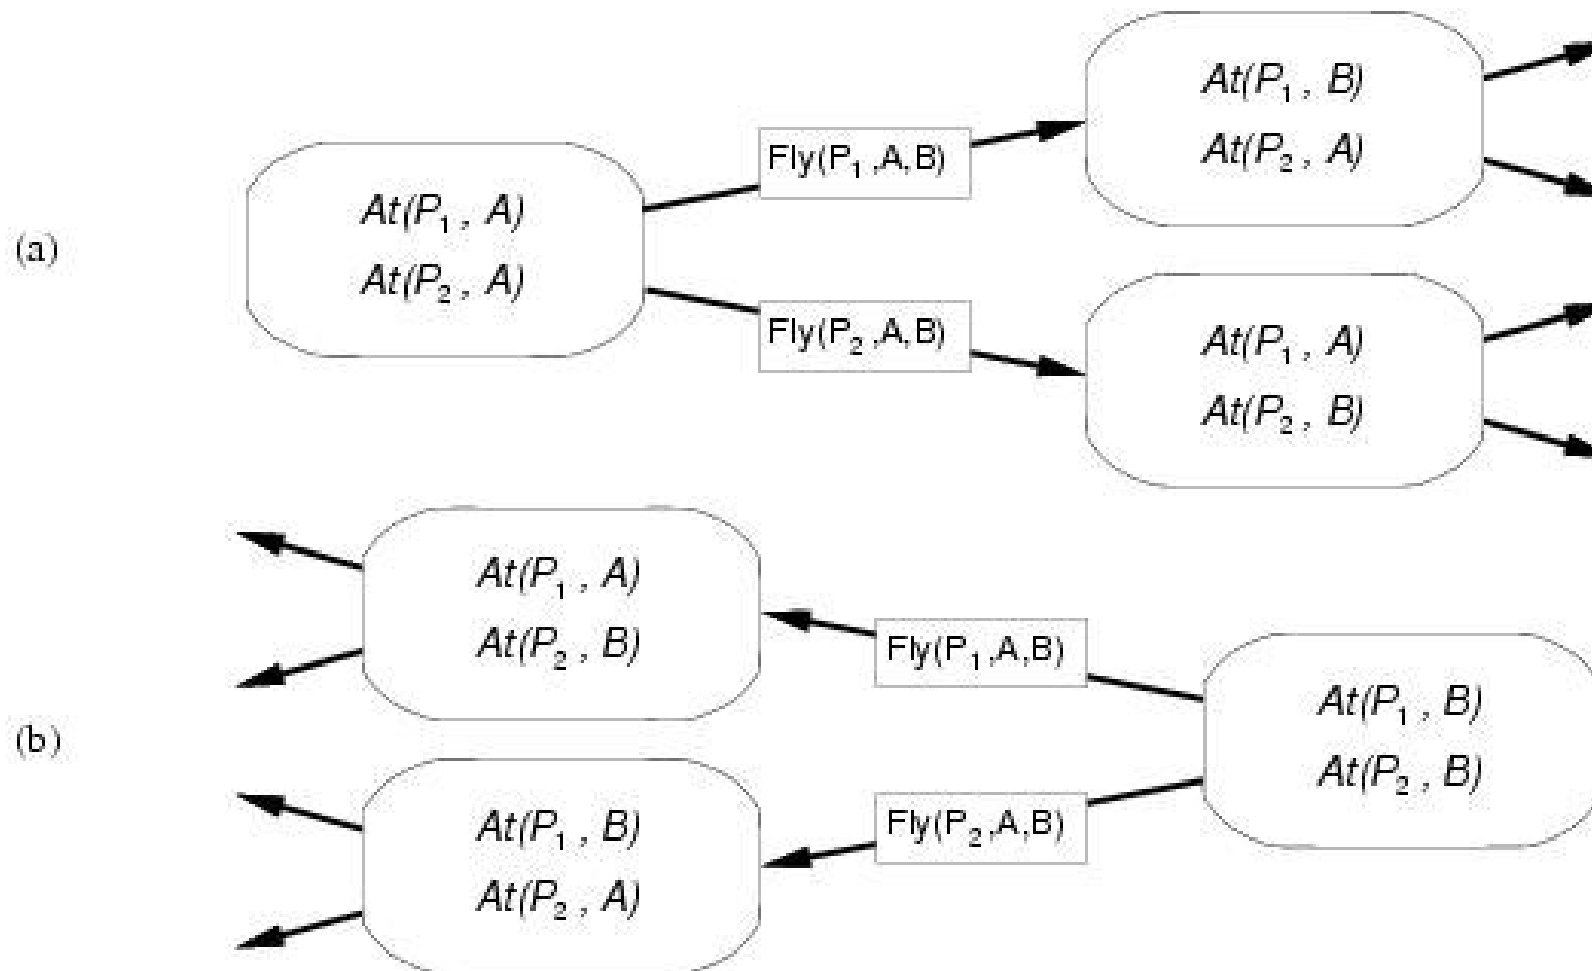 (a)
At(P₁ , A)
At(P₂ , A)
Fly(P₁ ,A,B)
Fly(P₂ ,A,B)
At(P₁ , B)
At(P₂ , A)
At(P₁ , A)
At(P₂ , B)
(b)
At(P₁ , A)
At(P₂ , B)
At(P₁ , B)
At(P₂ , A)
Fly(P₁,A,B)
Fly(P₂,A,B)
At(P₁ , B)
At(P₂ , B)